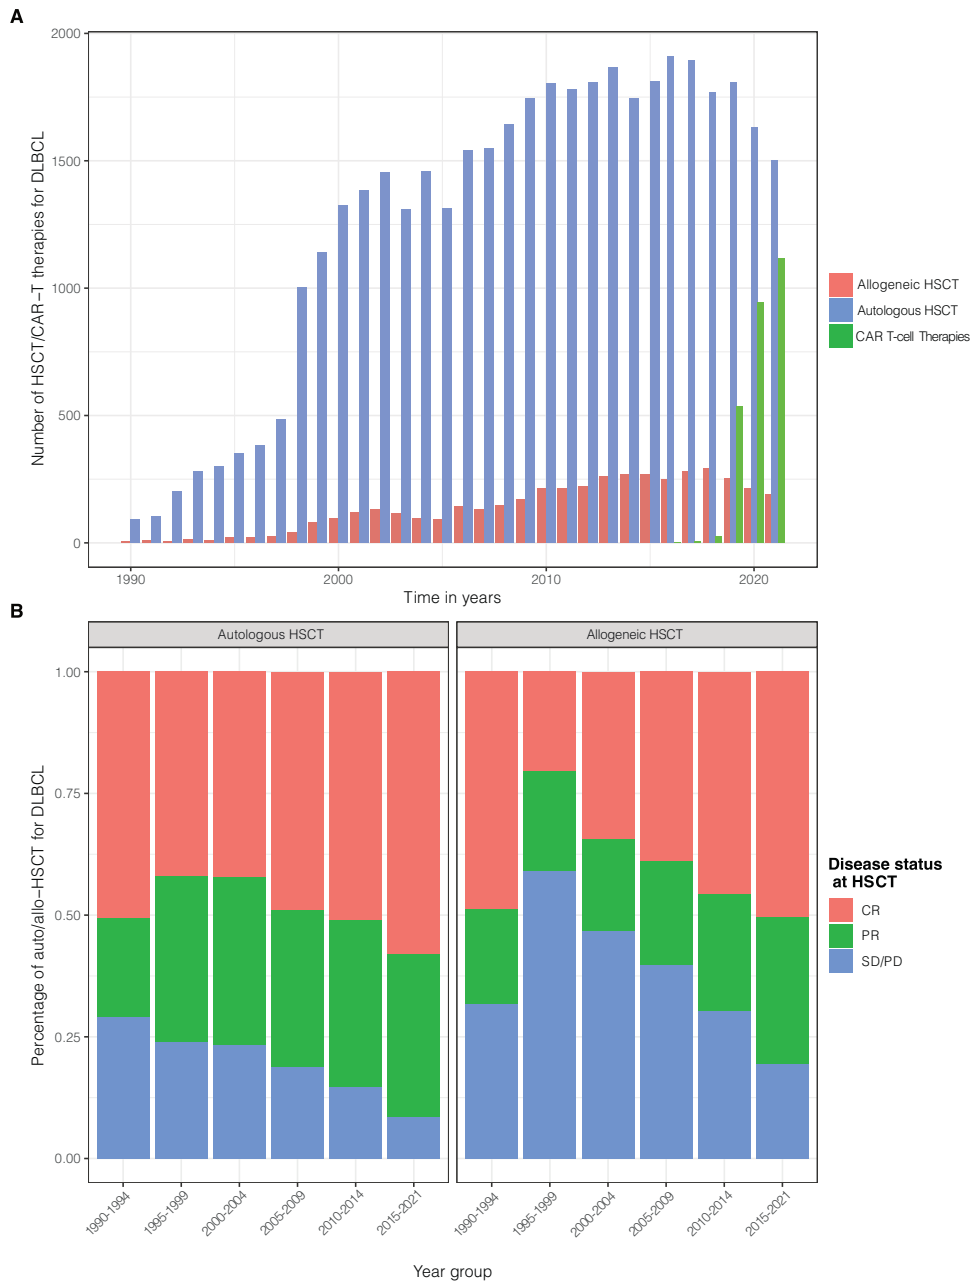 A
Number of HSCT/CAR−T therapies for DLBCL
2000
1500
1000
500
0
1990
2000
2010
2020
Time in years
Allogeneic HSCT
Autologous HSCT
CAR T-cell Therapies
B
Autologous HSCT
Allogeneic HSCT
Percentage of auto/allo−HSCT for DLBCL
1.00
0.75
0.50
0.25
0.00
1990-1994
1995-1999
2000-2004
2005-2009
2010-2014
2015-2021
1990-1994
1995-1999
2000-2004
2005-2009
2010-2014
2015-2021
Year group
Disease status
at HSCT
CR
PR
SD/PD